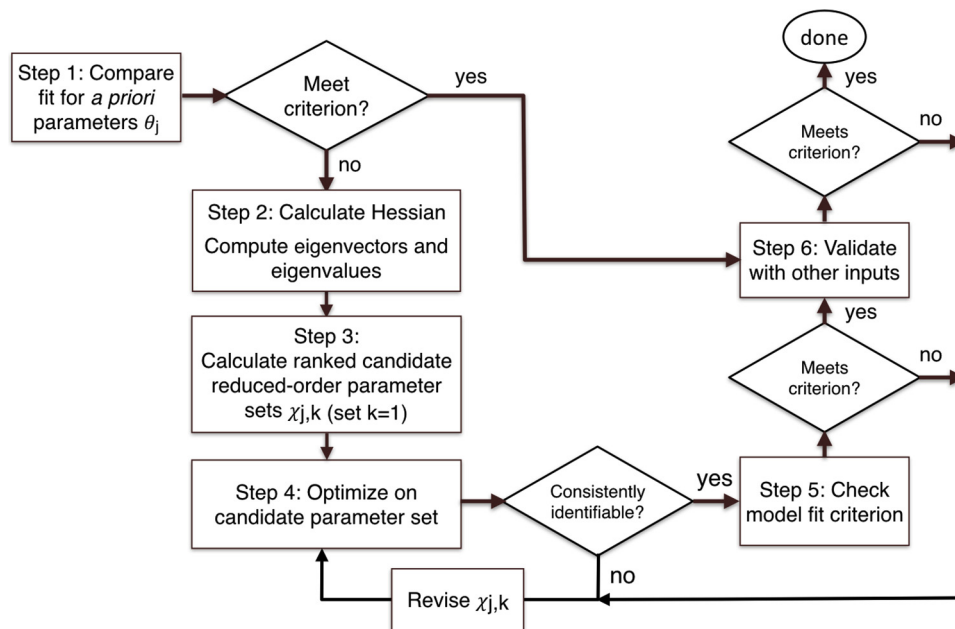 Step 1: Compare
fit for a priori
parameters θj
Meet
criterion?
yes
no
Step 2: Calculate Hessian
Compute eigenvectors and
eigenvalues
Step 3:
Calculate ranked candidate
reduced-order parameter
sets χj,k (set k=1)
Step 4: Optimize on
candidate parameter set
Consistently
identifiable?
yes
no
Revise χj,k
Step 5: Check
model fit criterion
Meets
criterion?
no
yes
Step 6: Validate
with other inputs
Meets
criterion?
no
yes
done